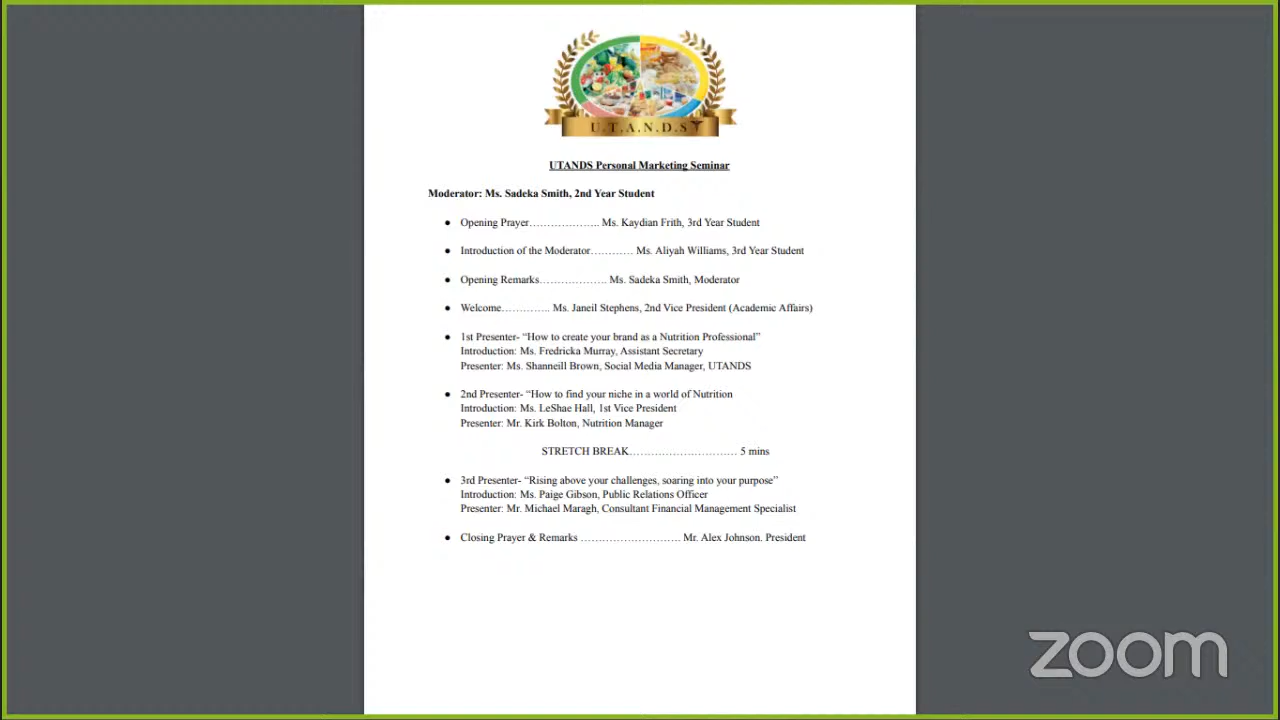 U.T.A.N.D.S
UTANDS Personal Marketing Seminar
Moderator: Ms. Sadeka Smith, 2nd Year Student
● Opening Prayer……………….. Ms. Kaydian Frith, 3rd Year Student
● Introduction of the Moderator………… Ms. Aliyah Williams, 3rd Year Student
● Opening Remarks………………. Ms. Sadeka Smith, Moderator
● Welcome………….. Ms. Janeil Stephens, 2nd Vice President (Academic Affairs)
● 1st Presenter- “How to create your brand as a Nutrition Professional”
Introduction: Ms. Fredricka Murray, Assistant Secretary
Presenter: Ms. Shanneill Brown, Social Media Manager, UTANDS
● 2nd Presenter- “How to find your niche in a world of Nutrition
Introduction: Ms. LeShae Hall, 1st Vice President
Presenter: Mr. Kirk Bolton, Nutrition Manager
STRETCH BREAK………………………… 5 mins
● 3rd Presenter- “Rising above your challenges, soaring into your purpose”
Introduction: Ms. Paige Gibson, Public Relations Officer
Presenter: Mr. Michael Maragh, Consultant Financial Management Specialist
● Closing Prayer & Remarks ………………………. Mr. Alex Johnson. President
zoom